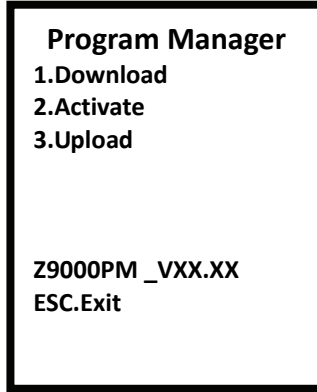 Program Manager
1.Download
2.Activate
3.Upload
Z9000PM _VXX.XX
ESC.Exit